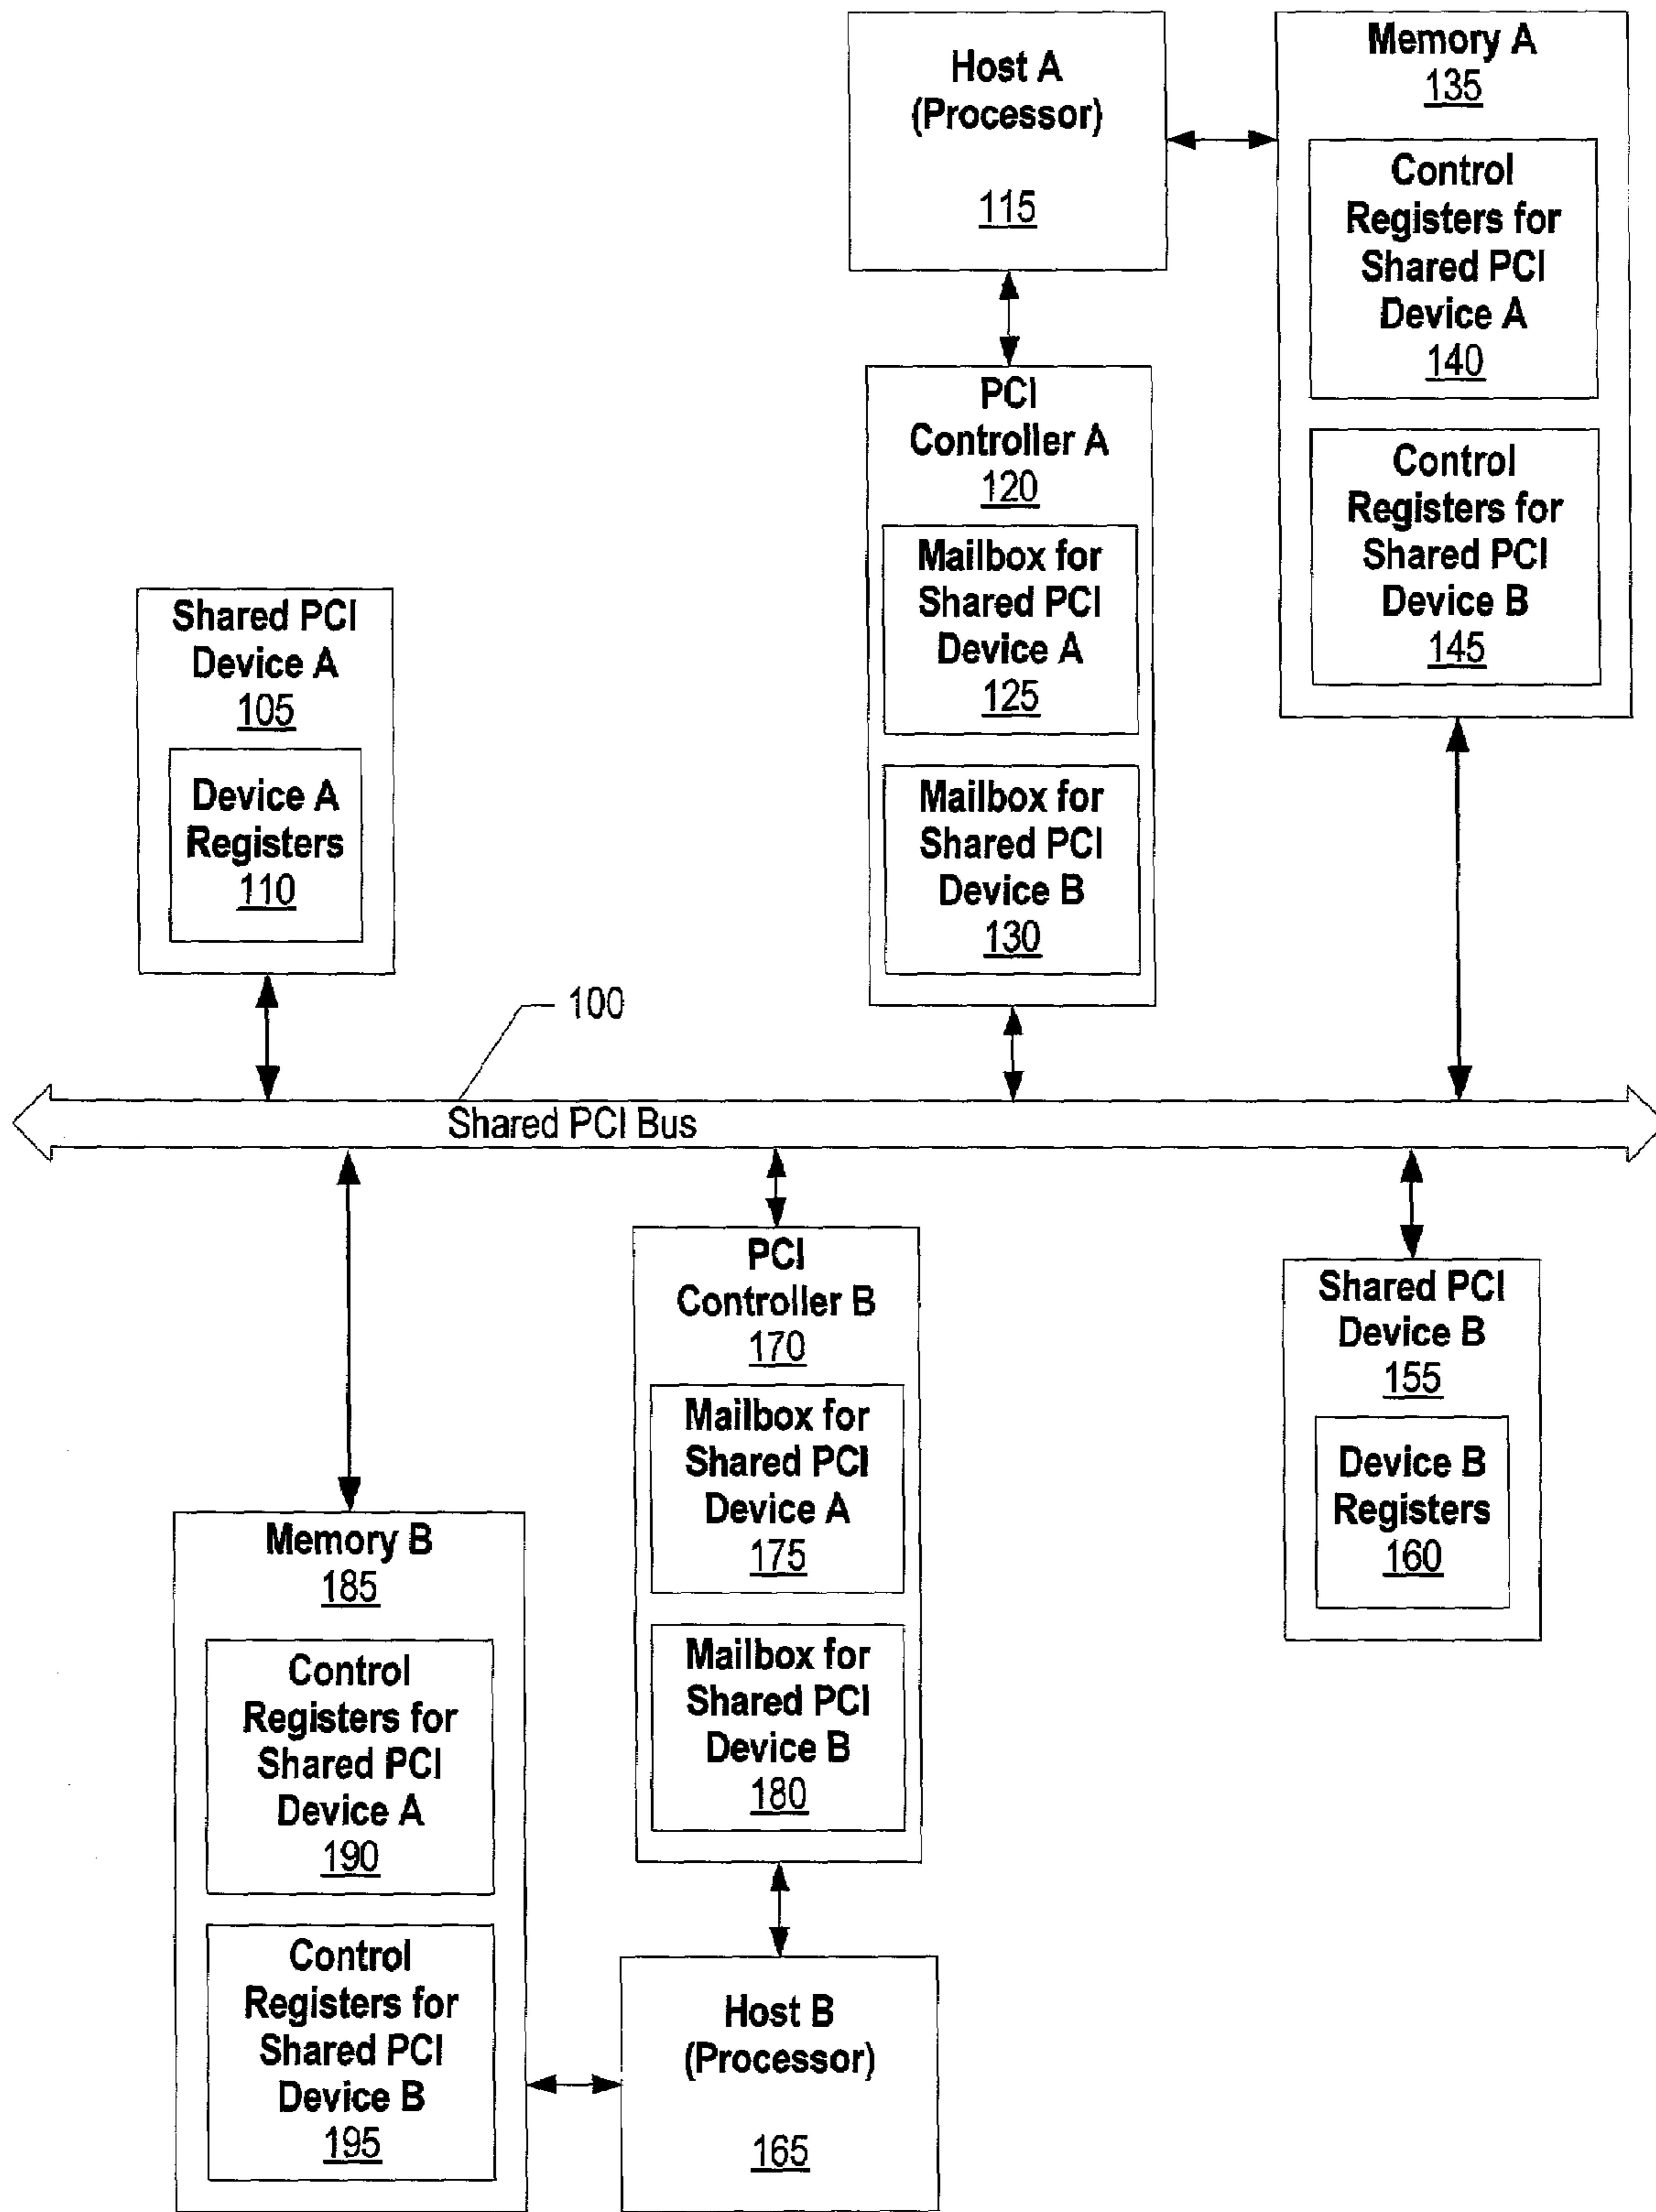 Host A
(Processor)
115
Memory A
135
Control
Registers for
Shared PCI
Device A
140
Control
Registers for
Shared PCI
Device B
145
PCI
Controller A
120
Mailbox for
Shared PCI
Device A
125
Mailbox for
Shared PCI
Device B
130
Shared PCI
Device A
105
Device A
Registers
110
100
Shared PCI Bus
PCI
Controller B
170
Mailbox for
Shared PCI
Device A
175
Mailbox for
Shared PCI
Device B
180
Shared PCI
Device B
155
Device B
Registers
160
Memory B
185
Control
Registers for
Shared PCI
Device A
190
Control
Registers for
Shared PCI
Device B
195
Host B
(Processor)
165